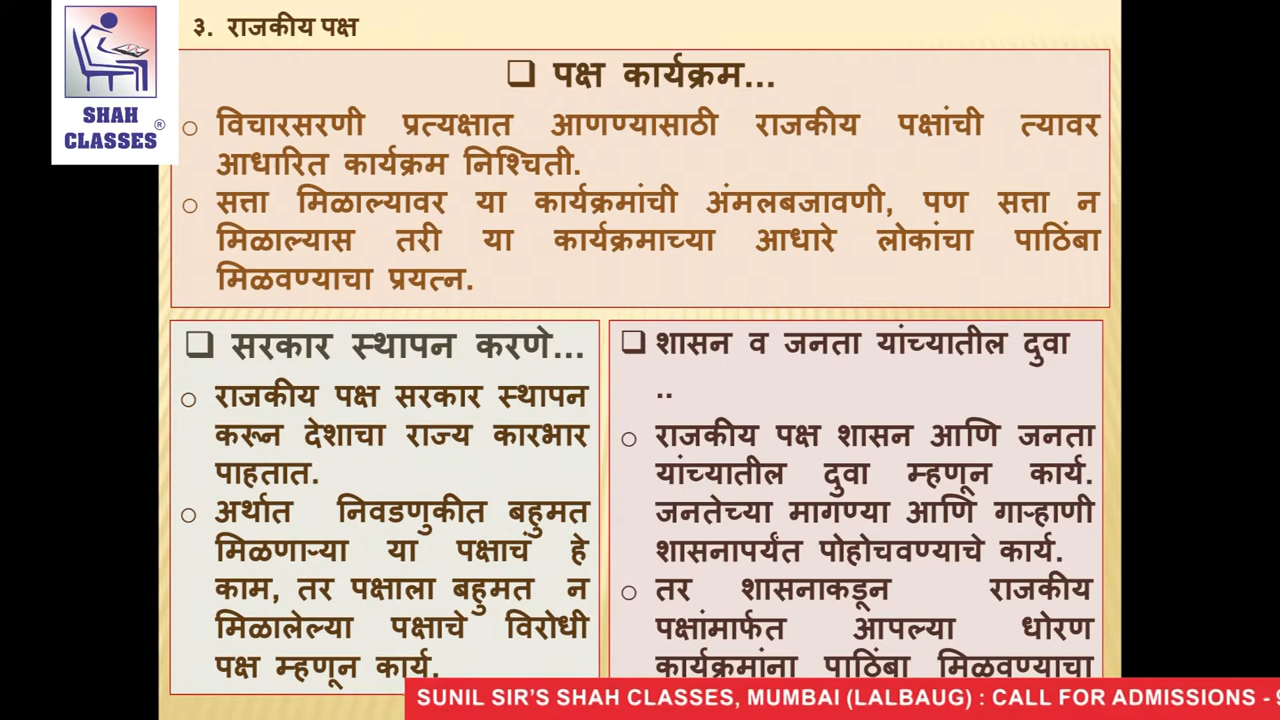 ३. राजकीय पक्ष
SHAH
CLASSES®
❑ पक्ष कार्यक्रम...
○ विचारसरणी प्रत्यक्षात आणण्यासाठी राजकीय पक्षांची त्यावर
आधारित कार्यक्रम निश्चिती.
○ सत्ता मिळाल्यावर या कार्यक्रमांची अंमलबजावणी, पण सत्ता न
मिळाल्यास तरी या कार्यक्रमाच्या आधारे लोकांचा पाठिंबा
मिळवण्याचा प्रयत्न.
❑ सरकार स्थापन करणे...
○ राजकीय पक्ष सरकार स्थापन
करून देशाचा राज्य कारभार
पाहतात.
○ अर्थात निवडणुकीत बहुमत
मिळणाऱ्या या पक्षाचं हे
काम, तर पक्षाला बहुमत न
मिळालेल्या पक्षाचे विरोधी
पक्ष म्हणून कार्य.
❑ शासन व जनता यांच्यातील दुवा
..
○ राजकीय पक्ष शासन आणि जनता
यांच्यातील दुवा म्हणून कार्य.
जनतेच्या मागण्या आणि गाऱ्हाणी
शासनापर्यंत पोहोचवण्याचे कार्य.
○ तर शासनाकडून राजकीय
पक्षांमार्फत आपल्या धोरण
कार्यक्रमांना पाठिंबा मिळवण्याचा
SUNIL SIR'S SHAH CLASSES, MUMBAI (LALBAUG) : CALL FOR ADMISSIONS -